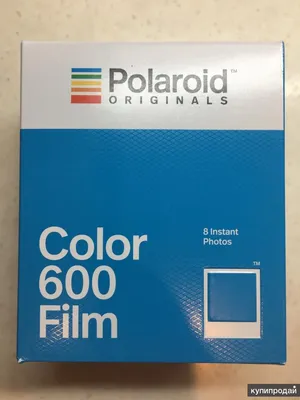 Polaroid™
ORIGINALS
8 Instant
Photos
Color
600
Film
™
купипродай